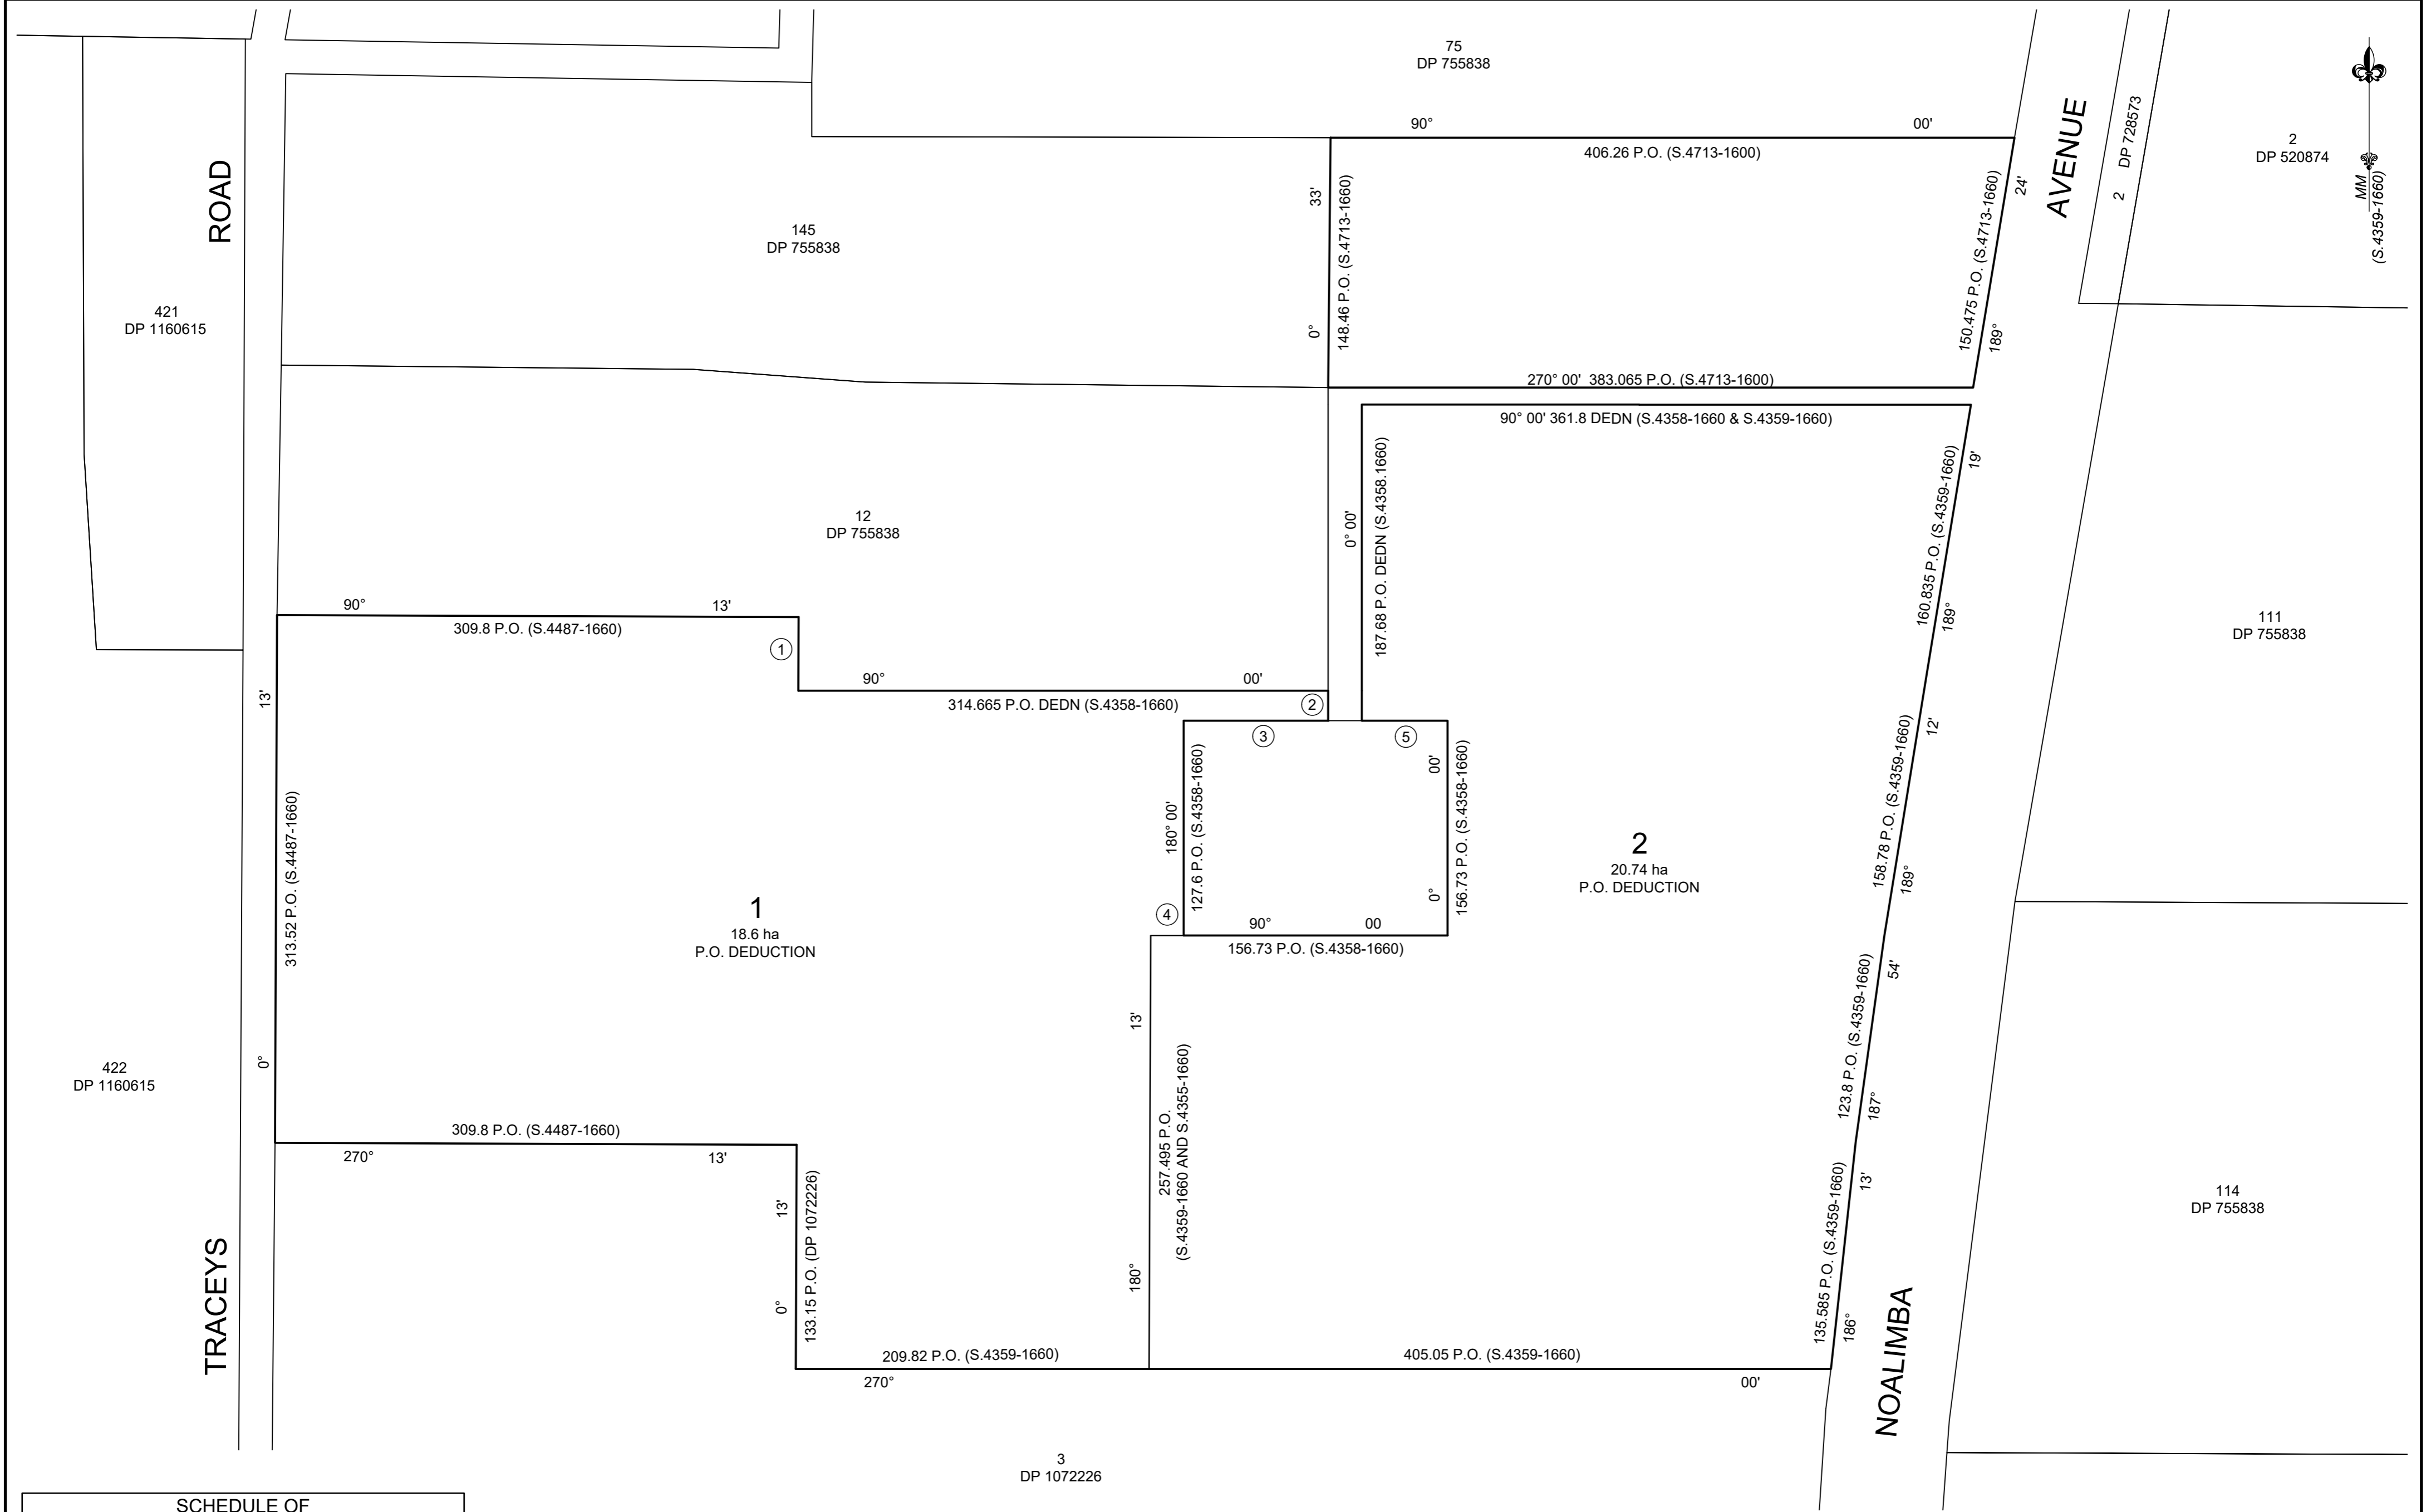 75
DP 755838
90° 00'
406.26 P.O. (S.4713-1600)
AVENUE
2 DP 728573
2
DP 520874
MM
(S.4359-1660)
ROAD
145
DP 755838
33'
0°
148.46 P.O. (S.4713-1660)
150.475 P.O. (S.4713-1660)
24'
189°
421
DP 1160615
270° 00' 383.065 P.O. (S.4713-1600)
90° 00' 361.8 DEDN (S.4358-1660 & S.4359-1660)
0° 00'
187.68 P.O. DEDN (S.4358.1660)
160.835 P.O. (S.4359-1660)
19'
189°
12
DP 755838
111
DP 755838
90° 13'
309.8 P.O. (S.4487-1660)
1
90° 00'
314.665 P.O. DEDN (S.4358-1660)
2
3
5
13'
0°
313.52 P.O. (S.4487-1660)
180° 00'
127.6 P.O. (S.4358-1660)
00'
0°
156.73 P.O. (S.4358-1660)
158.78 P.O. (S.4359-1660)
12'
189°
2
20.74 ha
P.O. DEDUCTION
1
18.6 ha
P.O. DEDUCTION
4
90° 00
156.73 P.O. (S.4358-1660)
123.8 P.O. (S.4359-1660)
54'
187°
422
DP 1160615
13'
180°
257.495 P.O.
(S.4359-1660 AND S.4355-1660)
309.8 P.O. (S.4487-1660)
270° 13'
13'
0°
133.15 P.O. (DP 1072226)
135.585 P.O. (S.4359-1660)
13'
186°
114
DP 755838
TRACEYS
209.82 P.O. (S.4359-1660)
405.05 P.O. (S.4359-1660)
270° 00'
NOALIMBA
3
DP 1072226
SCHEDULE OF